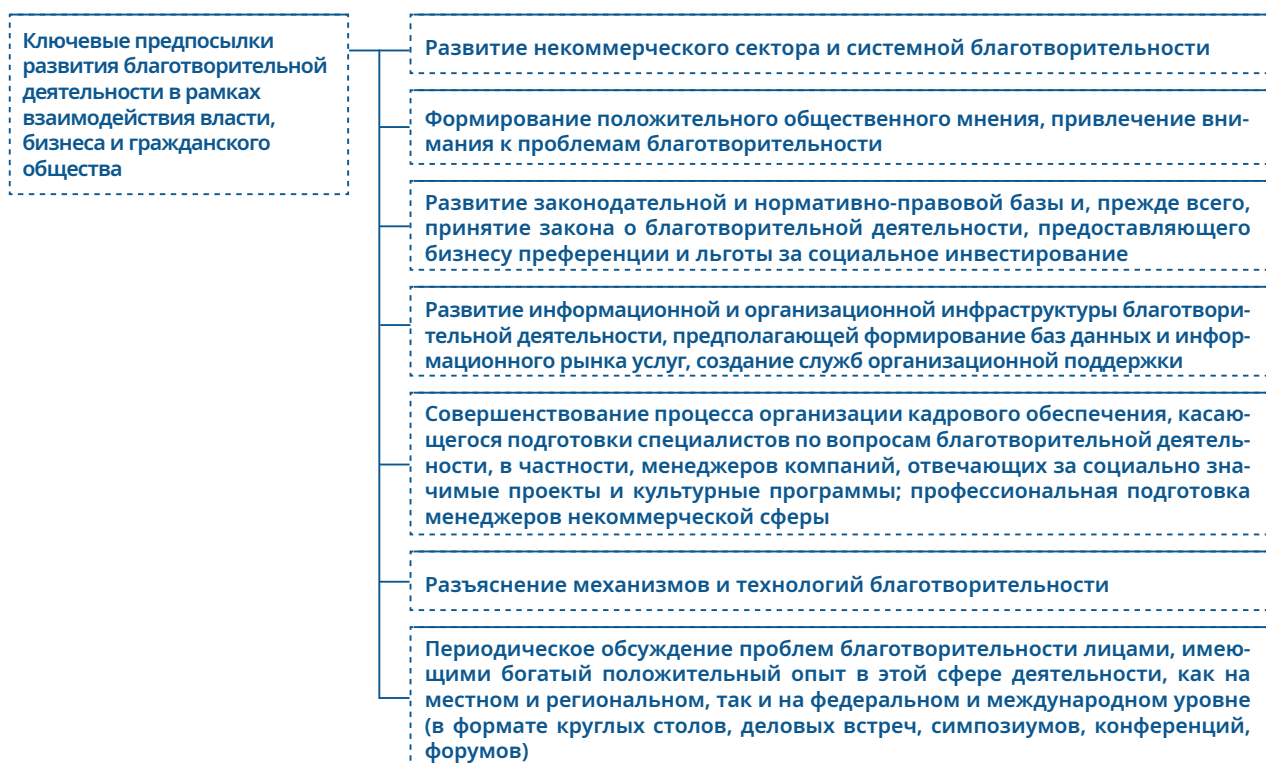 Ключевые предпосылки
развития благотворительной
деятельности в рамках
взаимодействия власти,
бизнеса и гражданского
общества
Развитие некоммерческого сектора и системной благотворительности
Формирование положительного общественного мнения, привлечение вни-
мания к проблемам благотворительности
Развитие законодательной и нормативно-правовой базы и, прежде всего,
принятие закона о благотворительной деятельности, предоставляющего
бизнесу преференции и льготы за социальное инвестирование
Развитие информационной и организационной инфраструктуры благотвори-
тельной деятельности, предполагающей формирование баз данных и инфор-
мационного рынка услуг, создание служб организационной поддержки
Совершенствование процесса организации кадрового обеспечения, касаю-
щегося подготовки специалистов по вопросам благотворительной деятель-
ности, в частности, менеджеров компаний, отвечающих за социально зна-
чимые проекты и культурные программы; профессиональная подготовка
менеджеров некоммерческой сферы
Разъяснение механизмов и технологий благотворительности
Периодическое обсуждение проблем благотворительности лицами, имею-
щими богатый положительный опыт в этой сфере деятельности, как на
местном и региональном, так и на федеральном и международном уровне
(в формате круглых столов, деловых встреч, симпозиумов, конференций,
форумов)